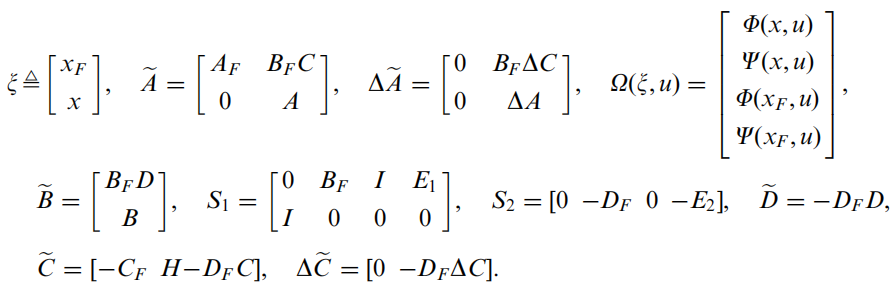 ξ ≜ [x_F; x], Ã = [A_F B_F C; 0 A], ΔÃ = [0 B_F ΔC; 0 ΔA], Ω(ξ, u) = [Φ(x, u); Ψ(x, u); Φ(x_F, u); Ψ(x_F, u)],
B̃ = [B_F D; B], S_1 = [0 B_F I E_1; I 0 0 0], S_2 = [0 −D_F 0 −E_2], D̃ = −D_F D,
C̃ = [−C_F H−D_F C], ΔC̃ = [0 −D_F ΔC].